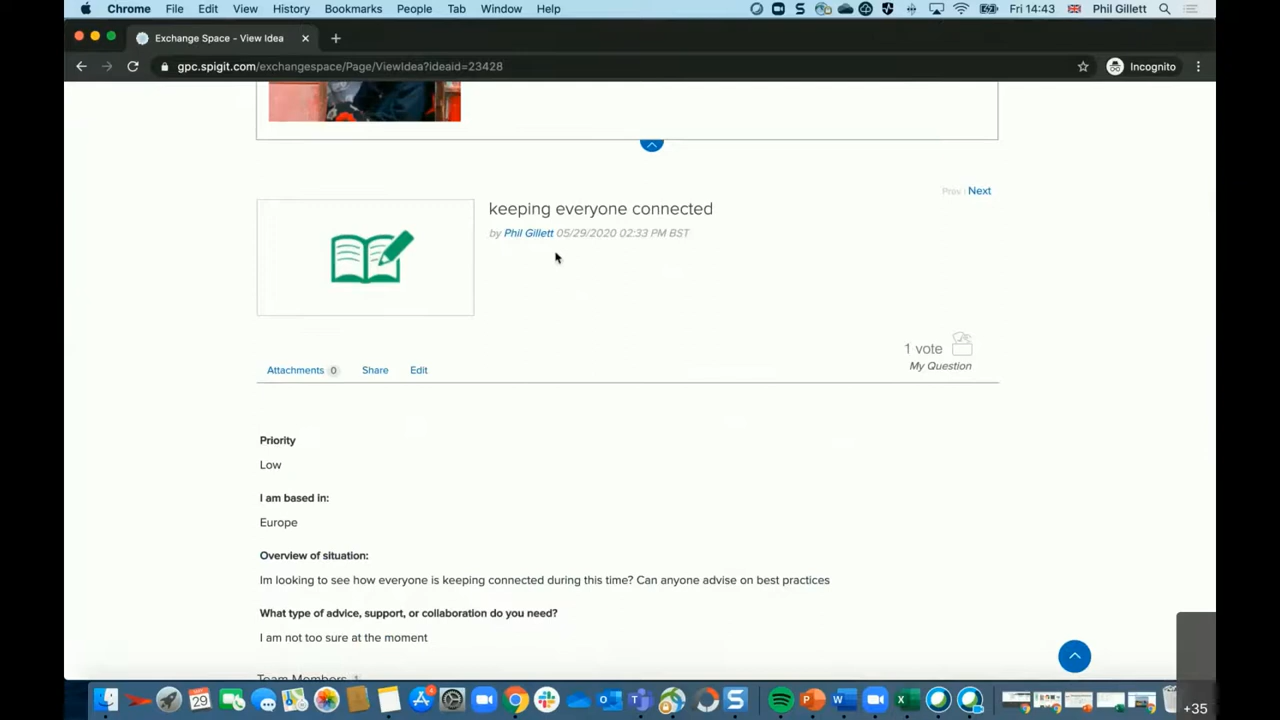 Chrome File Edit View History Bookmarks People Tab Window Help Fri 14:43 Phil Gillett
Exchange Space - View Idea
gpc.spigit.com/exchangespace/Page/ViewIdea?ideaid=23428 Incognito
Prev | Next
keeping everyone connected
by Phil Gillett 05/29/2020 02:33 PM BST
1 vote
My Question
Attachments 0 Share Edit
Priority
Low
I am based in:
Europe
Overview of situation:
Im looking to see how everyone is keeping connected during this time? Can anyone advise on best practices
What type of advice, support, or collaboration do you need?
I am not too sure at the moment
Team Members 1
29 4
+35